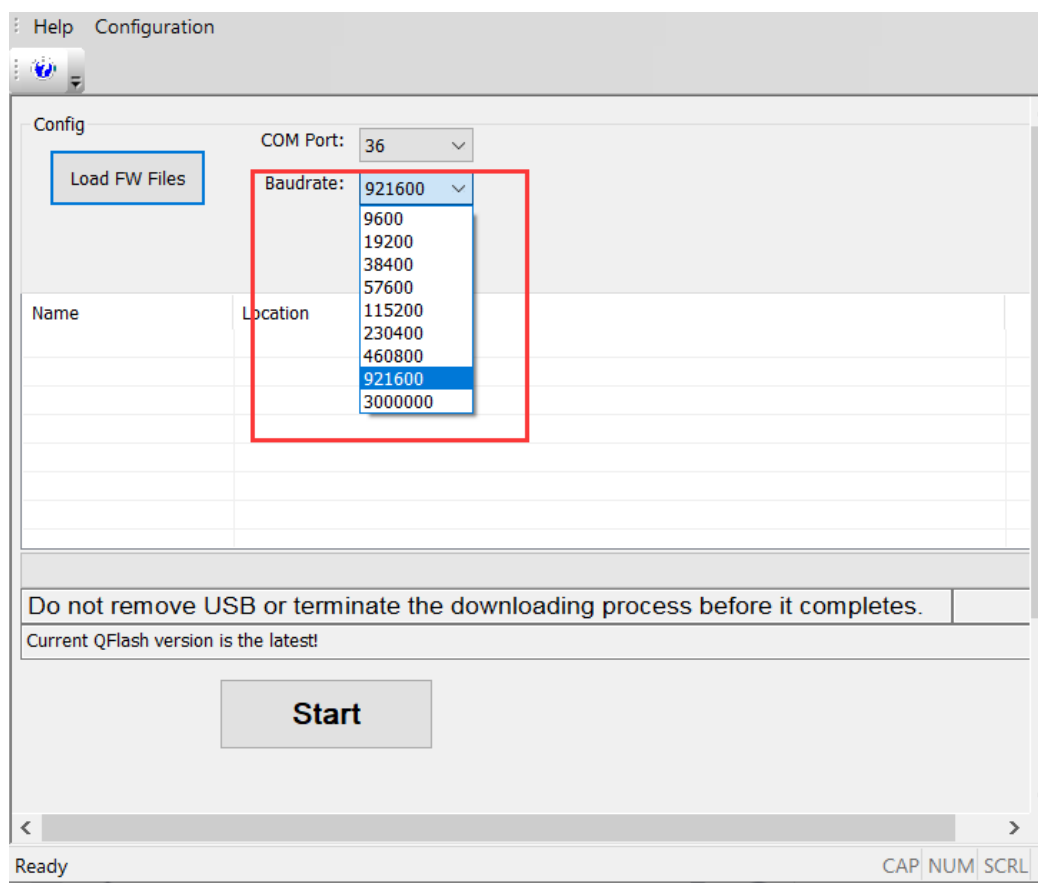 Help Configuration
Config
COM Port: 36
Load FW Files
Baudrate: 921600
9600
19200
38400
57600
115200
230400
460800
921600
3000000
Name Location
Do not remove USB or terminate the downloading process before it completes.
Current QFlash version is the latest!
Start
Ready CAP NUM SCRL